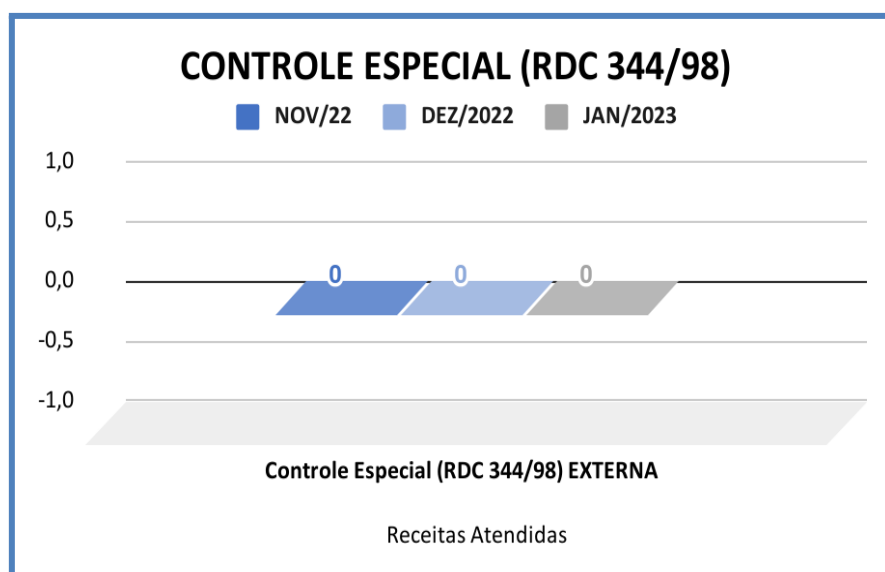 CONTROLE ESPECIAL (RDC 344/98)
NOV/22 DEZ/2022 JAN/2023
1,0
0,5
0,0
-0,5
-1,0
0 0 0
Controle Especial (RDC 344/98) EXTERNA
Receitas Atendidas